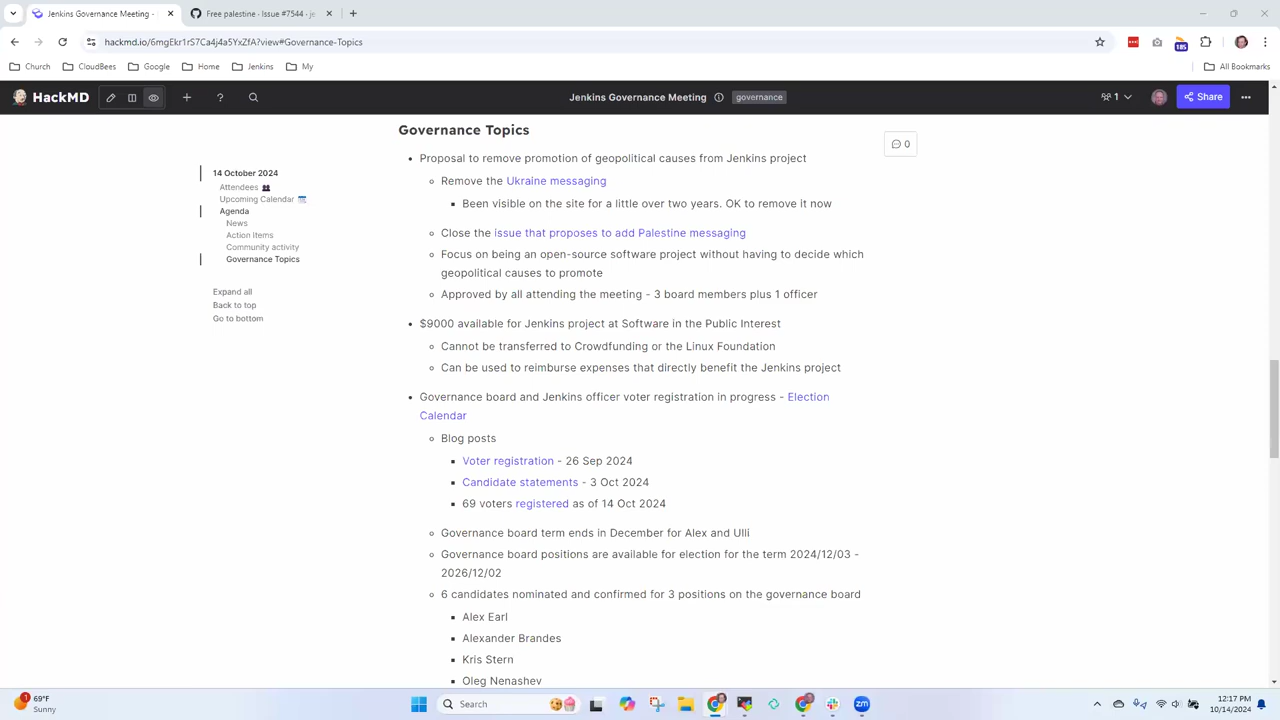 Jenkins Governance Meeting -
Free palestine · Issue #7544 · je
hackmd.io/6mgEkr1rS7Ca4j4a5YxZfA?view#Governance-Topics
185
Church
CloudBees
Google
Home
Jenkins
My
All Bookmarks
HackMD
Jenkins Governance Meeting
governance
1
Share
Governance Topics
0
14 October 2024
Attendees
Upcoming Calendar
Agenda
News
Action Items
Community activity
Governance Topics
Expand all
Back to top
Go to bottom
Proposal to remove promotion of geopolitical causes from Jenkins project
Remove the Ukraine messaging
Been visible on the site for a little over two years. OK to remove it now
Close the issue that proposes to add Palestine messaging
Focus on being an open-source software project without having to decide which
geopolitical causes to promote
Approved by all attending the meeting - 3 board members plus 1 officer
$9000 available for Jenkins project at Software in the Public Interest
Cannot be transferred to Crowdfunding or the Linux Foundation
Can be used to reimburse expenses that directly benefit the Jenkins project
Governance board and Jenkins officer voter registration in progress - Election
Calendar
Blog posts
Voter registration - 26 Sep 2024
Candidate statements - 3 Oct 2024
69 voters registered as of 14 Oct 2024
Governance board term ends in December for Alex and Ulli
Governance board positions are available for election for the term 2024/12/03 -
2026/12/02
6 candidates nominated and confirmed for 3 positions on the governance board
Alex Earl
Alexander Brandes
Kris Stern
Oleg Nenashev
1
69°F
Sunny
Search
zm
12:17 PM
10/14/2024